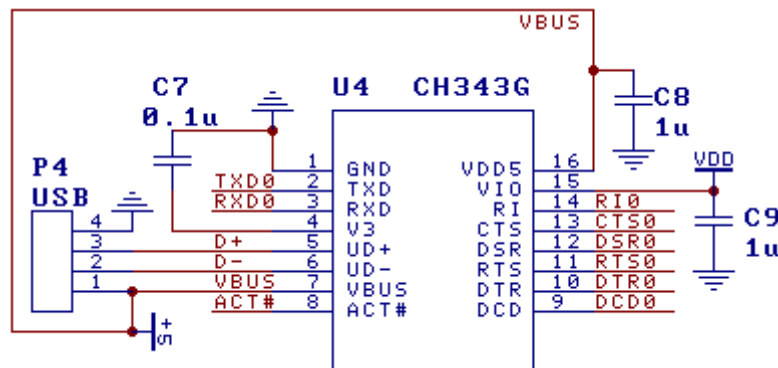 VBUS
C7
0.1u
U4 CH343G
C8
1u
P4
USB
1 GND VDD5 16
TXD0 2 TXD VIO 15 VDD
RXD0 3 RXD RI 14 RI0
4 V3 CTS 13 CTS0 C9
4
3 D+ 5 UD+ DSR 12 DSR0 1u
2 D- 6 UD- RTS 11 RTS0
1 VBUS 7 VBUS DTR 10 DTR0
ACT# 8 ACT# DCD 9 DCD0
+5